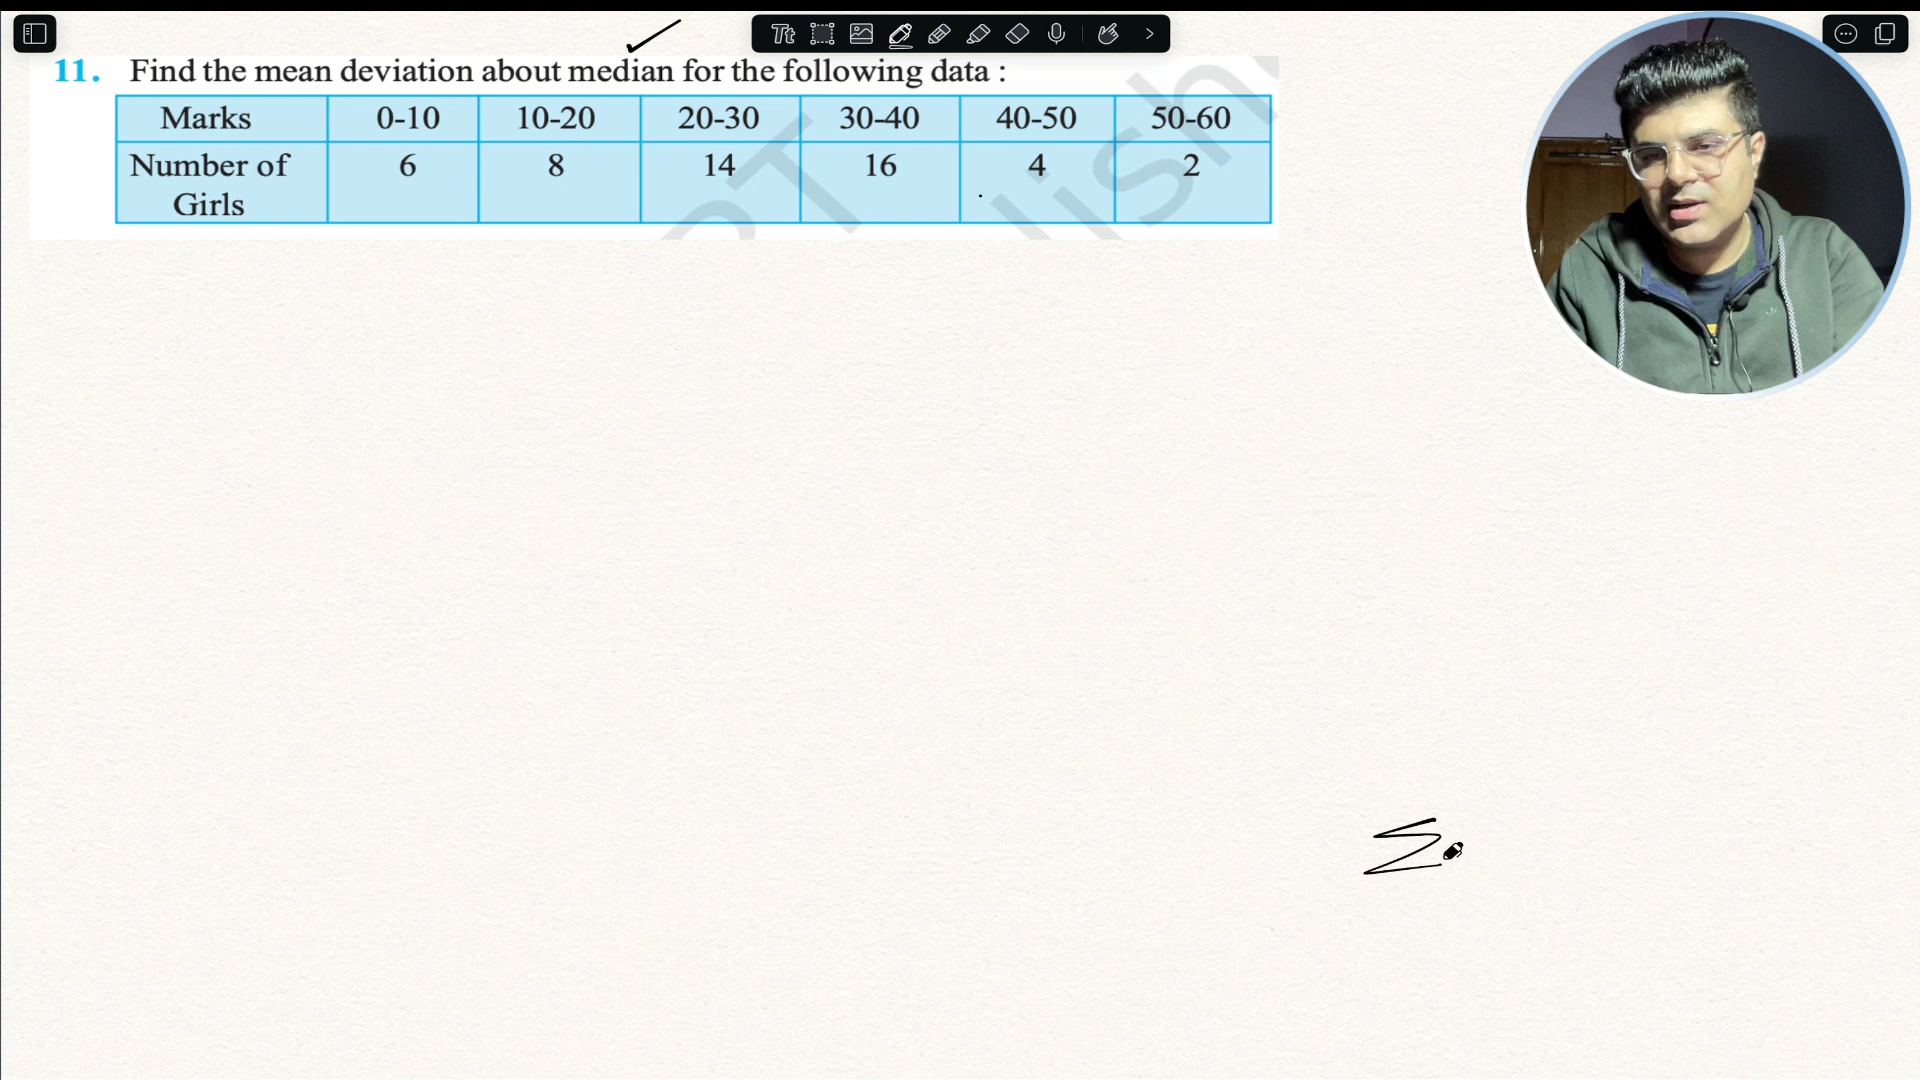 Tt
11. Find the mean deviation about median for the following data :
Marks 0-10 10-20 20-30 30-40 40-50 50-60
Number of Girls 6 8 14 16 4 2
Σ